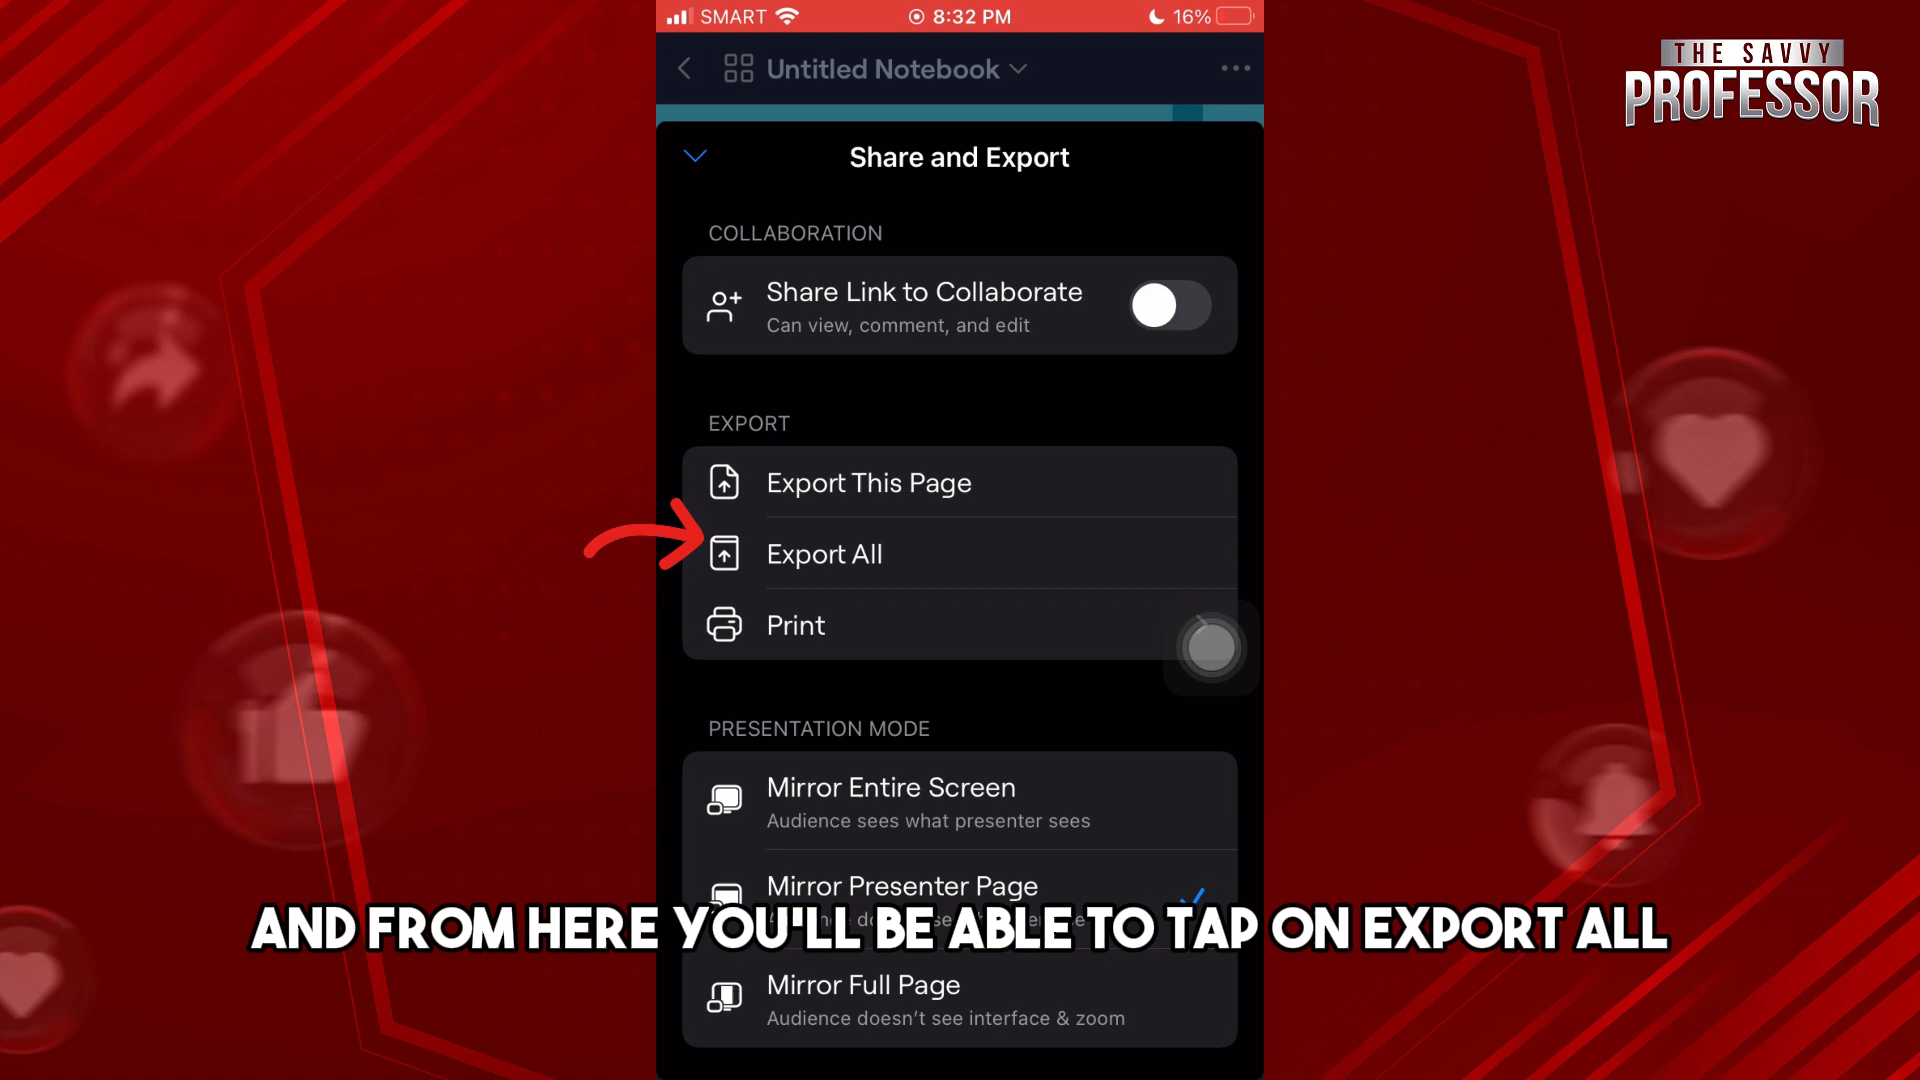 SMART
8:32 PM
16%
THE SAVVY
PROFESSOR
Untitled Notebook
Share and Export
COLLABORATION
Share Link to Collaborate
Can view, comment, and edit
EXPORT
Export This Page
Export All
Print
PRESENTATION MODE
Mirror Entire Screen
Audience sees what presenter sees
Mirror Presenter Page
AND FROM HERE YOU'LL BE ABLE TO TAP ON EXPORT ALL
Mirror Full Page
Audience doesn't see interface & zoom